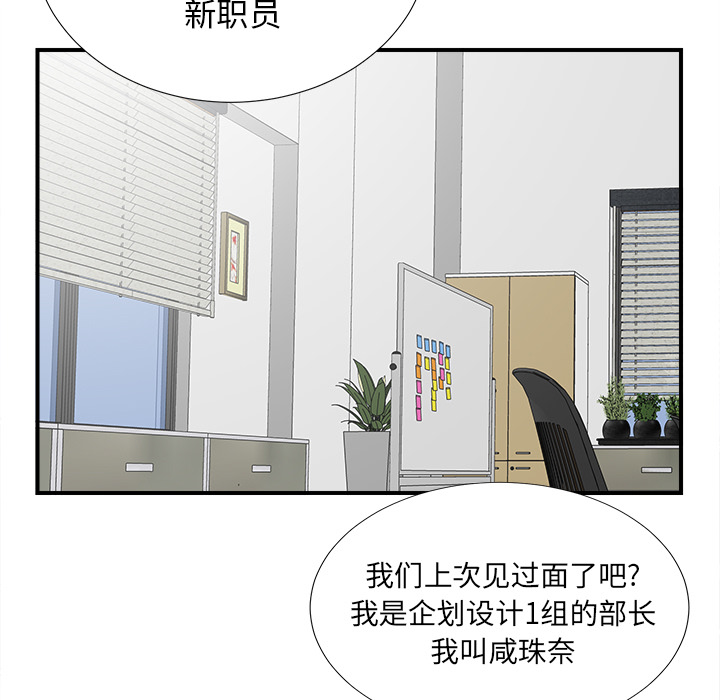 新职员
我们上次见过面了吧?
我是企划设计1组的部长
我叫咸珠奈